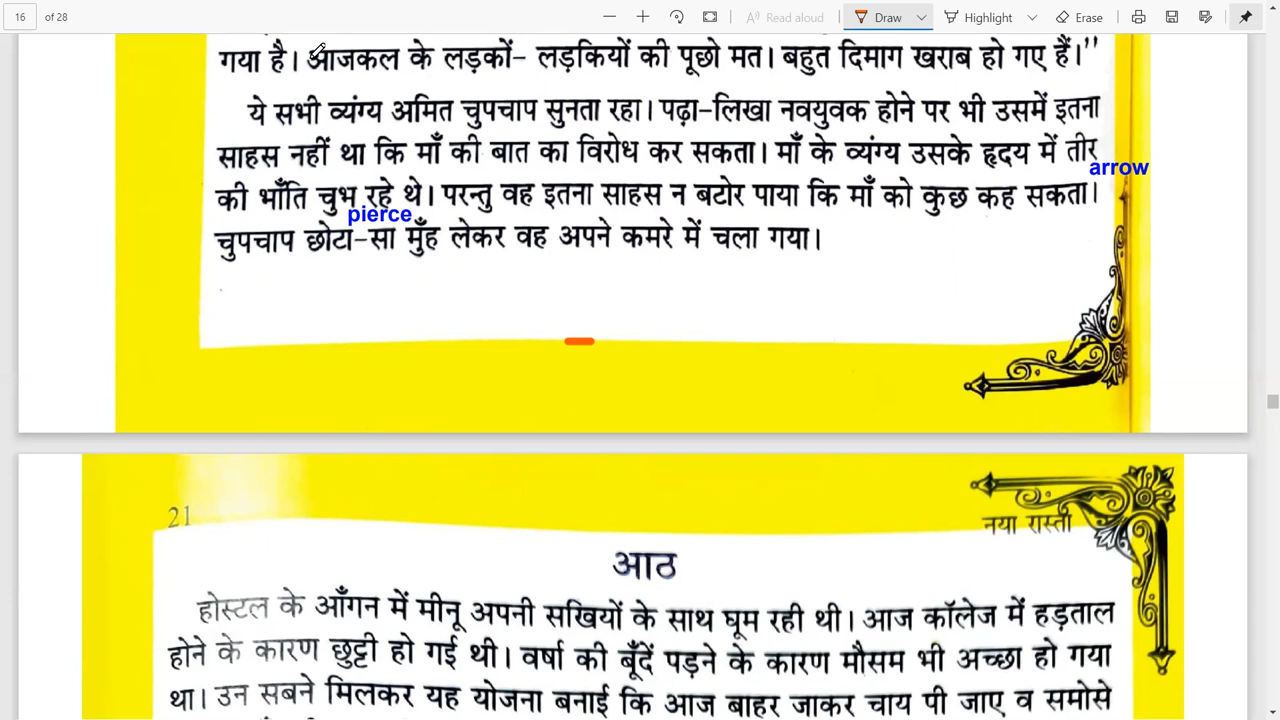 16 of 28 Read aloud Draw Highlight Erase
गया है। आजकल के लड़कों- लड़कियों की पूछो मत। बहुत दिमाग खराब हो गए हैं।"
ये सभी व्यंग्य अमित चुपचाप सुनता रहा। पढ़ा-लिखा नवयुवक होने पर भी उसमें इतना
साहस नहीं था कि माँ की बात का विरोध कर सकता। माँ के व्यंग्य उसके हृदय में तीर
arrow
की भाँति चुभ रहे थे। परन्तु वह इतना साहस न बटोर पाया कि माँ को कुछ कह सकता।
pierce
चुपचाप छोटा-सा मुँह लेकर वह अपने कमरे में चला गया।
21
नया रास्ता
आठ
होस्टल के आँगन में मीनू अपनी सखियों के साथ घूम रही थी। आज कॉलेज में हड़ताल
होने के कारण छुट्टी हो गई थी। वर्षा की बूँदें पड़ने के कारण मौसम भी अच्छा हो गया
था। उन सबने मिलकर यह योजना बनाई कि आज बाहर जाकर चाय पी जाए व समोसे